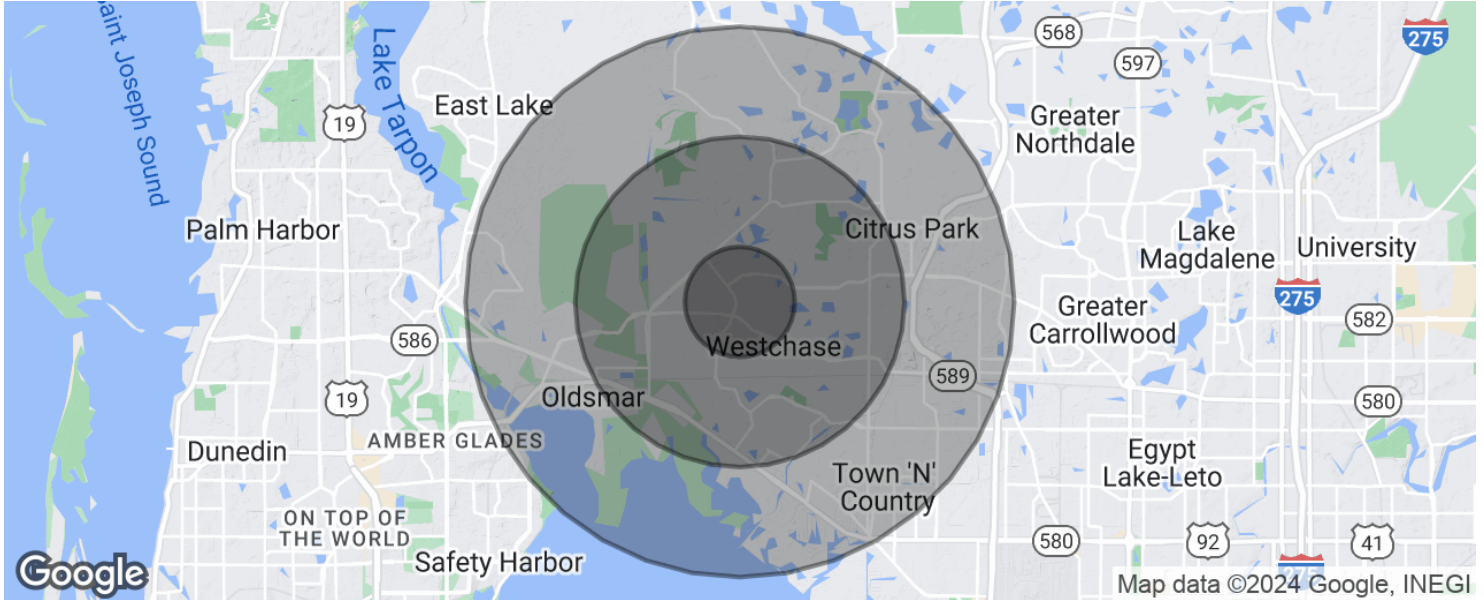 Saint Joseph Sound
Lake Tarpon
East Lake
19
568
597
275
Greater
Northdale
Palm Harbor
Citrus Park
Lake
Magdalene
University
275
Greater
Carrollwood
582
586
Westchase
589
19
Oldsmar
580
AMBER GLADES
Dunedin
Egypt
Lake-Leto
Town 'N'
Country
ON TOP OF
THE WORLD
580
92
41
Safety Harbor
275
Google
Map data ©2024 Google, INEGI